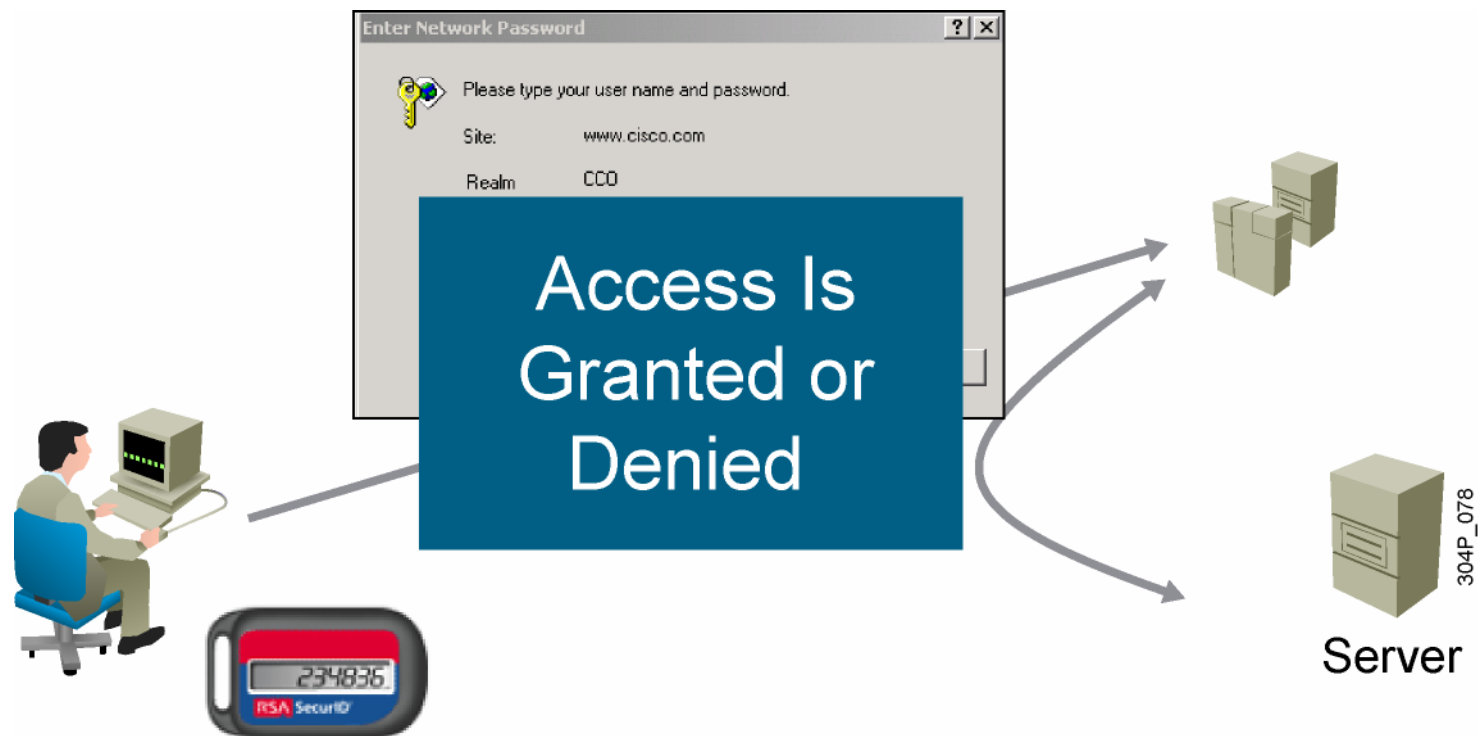 Enter Network Password
Please type your user name and password.
Site: www.cisco.com
Realm CCO
Access Is
Granted or
Denied
304P_078
Server
234836
RSA SecurID